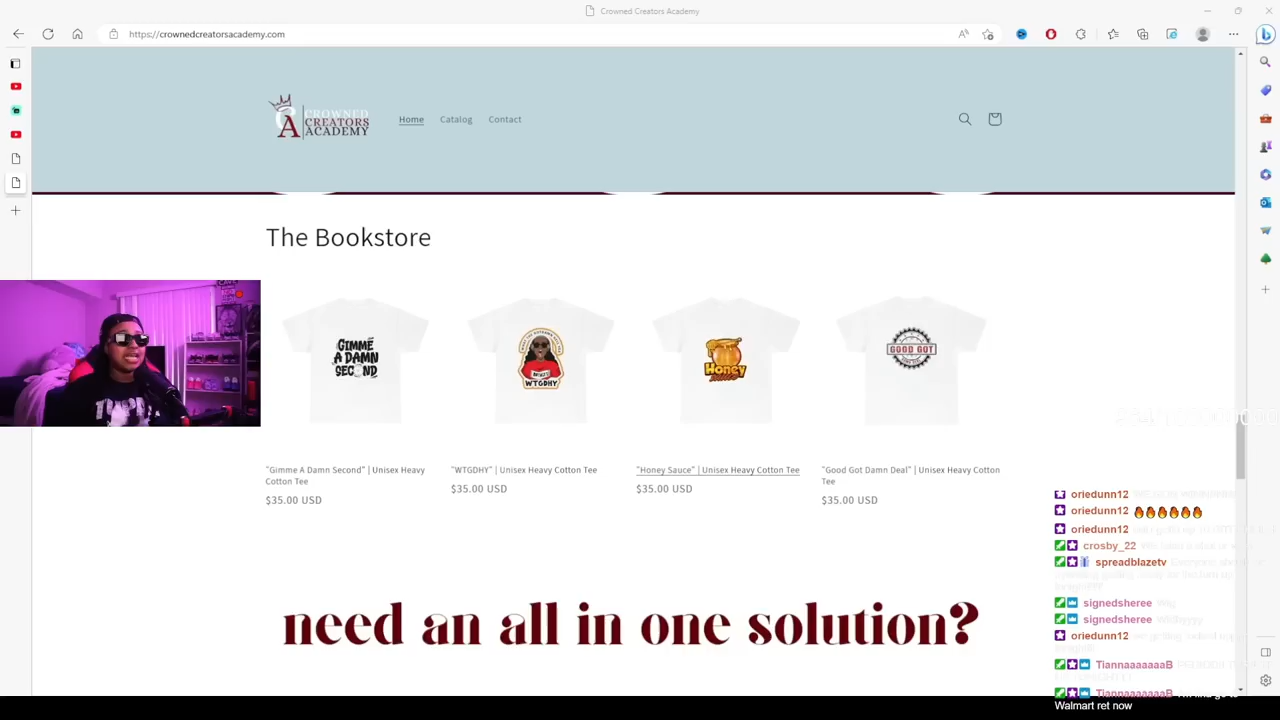 Crowned Creators Academy
https://crownedcreatorsacademy.com
CROWNED
CREATORS
ACADEMY
Home
Catalog
Contact
The Bookstore
GIMME
A DAMN
SECOND
WTGDHY
Honey
GOOD GOT
"Gimme A Damn Second" | Unisex Heavy
Cotton Tee
$35.00 USD
"WTGDHY" | Unisex Heavy Cotton Tee
$35.00 USD
"Honey Sauce" | Unisex Heavy Cotton Tee
$35.00 USD
"Good Got Damn Deal" | Unisex Heavy Cotton
Tee
$35.00 USD
need an all in one solution?
oriedunn12
oriedunn12 🔥🔥🔥🔥🔥🔥
oriedunn12
crosby_22
spreadblazetv
signedsheree
signedsheree
oriedunn12
TiannaaaaaaaB
TiannaaaaaaaB
Walmart ret now